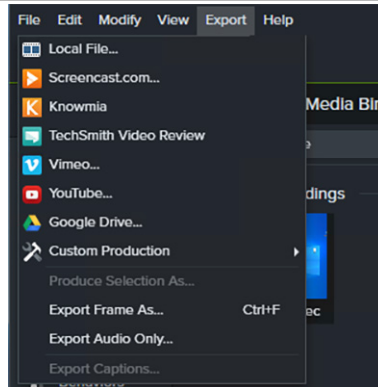 File Edit Modify View Export Help
Local File...
Screencast.com...
Knowmia
Media Bin
TechSmith Video Review
Vimeo...
YouTube...
dings
Google Drive...
Custom Production
Produce Selection As...
Export Frame As... Ctrl+F
ec
Export Audio Only...
Export Captions...
Behaviors